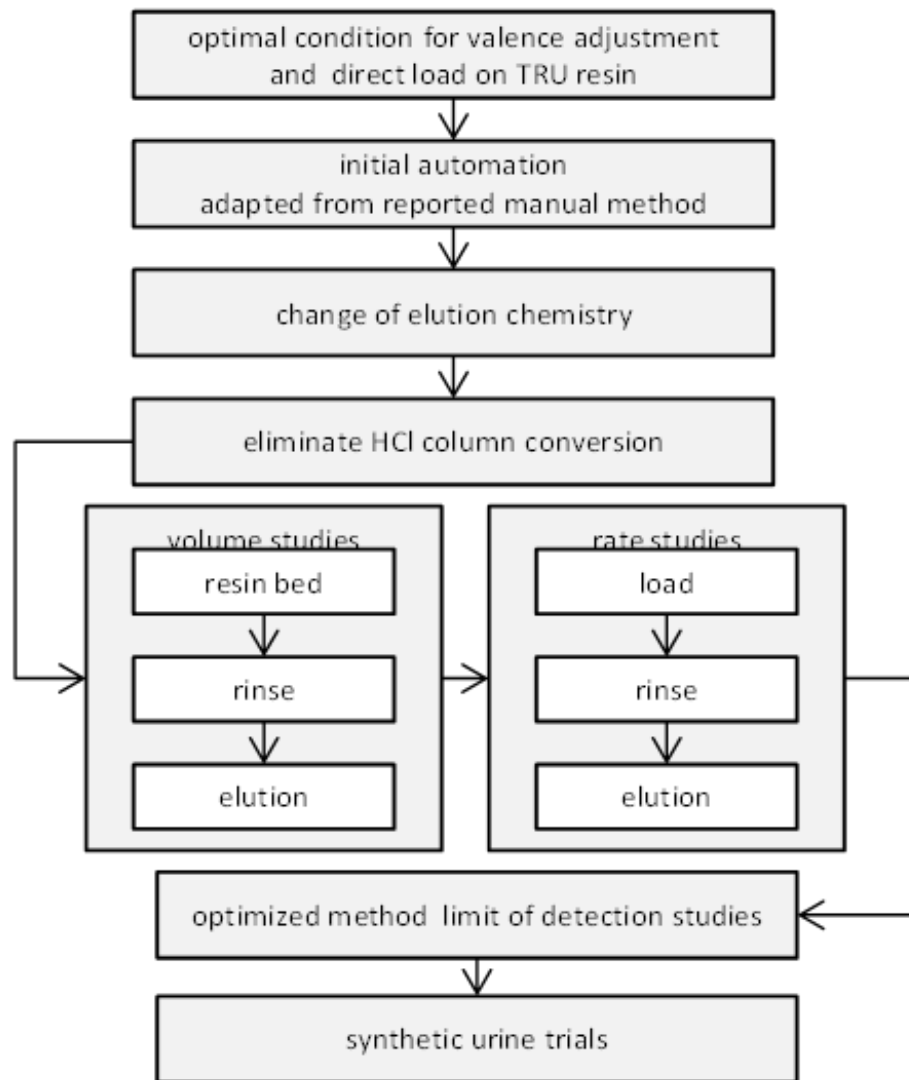 optimal condition for valence adjustment
and direct load on TRU resin
initial automation
adapted from reported manual method
change of elution chemistry
eliminate HCl column conversion
volume studies
resin bed
rinse
elution
rate studies
load
rinse
elution
optimized method limit of detection studies
synthetic urine trials